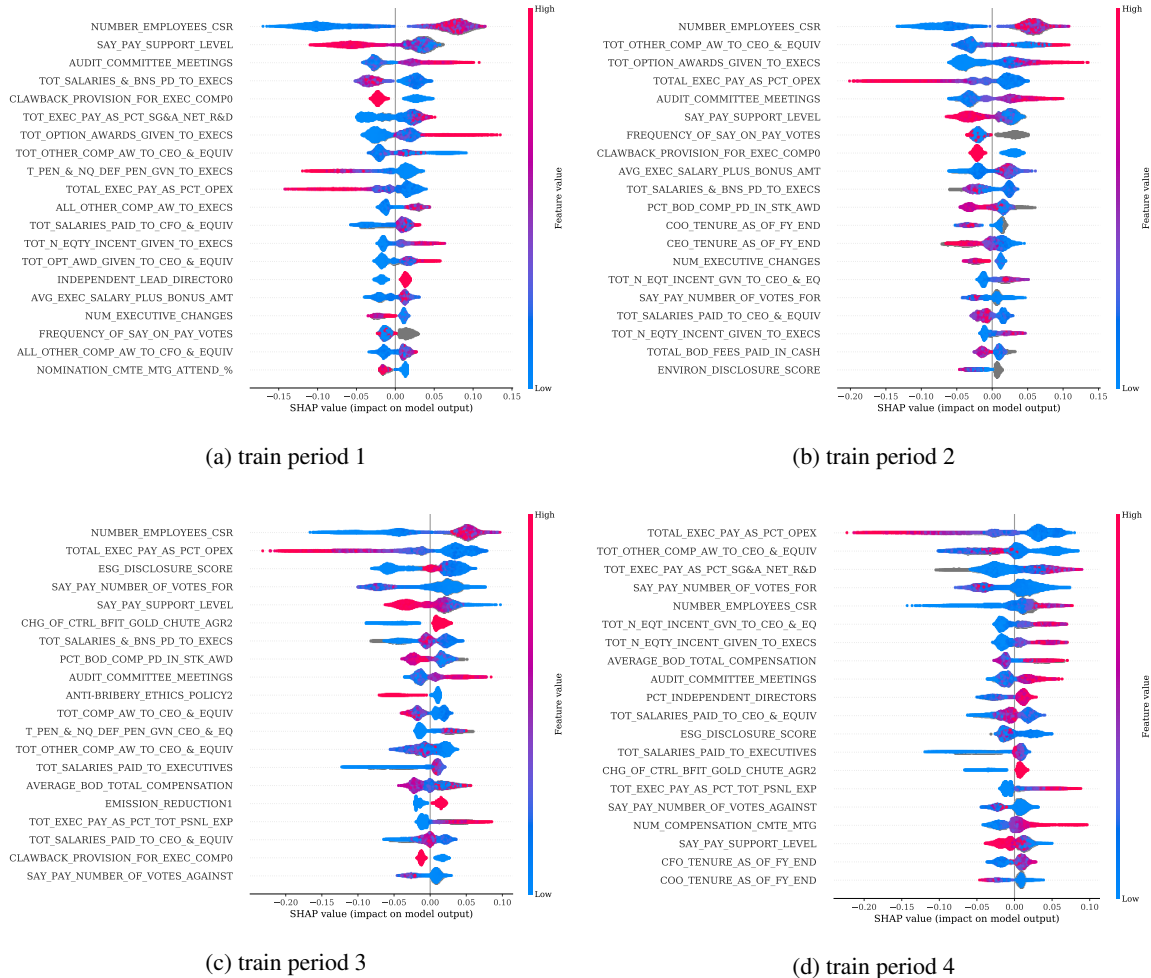 NUMBER_EMPLOYEES_CSR
SAY_PAY_SUPPORT_LEVEL
AUDIT_COMMITTEE_MEETINGS
TOT_SALARIES_&_BNS_PD_TO_EXECS
CLAWBACK_PROVISION_FOR_EXEC_COMP0
TOT_EXEC_PAY_AS_PCT_SG&A_NET_R&D
TOT_OPTION_AWARDS_GIVEN_TO_EXECS
TOT_OTHER_COMP_AW_TO_CEO_&_EQUIV
T_PEN_&_NQ_DEF_PEN_GVN_TO_EXECS
TOTAL_EXEC_PAY_AS_PCT_OPEX
ALL_OTHER_COMP_AW_TO_EXECS
TOT_SALARIES_PAID_TO_CFO_&_EQUIV
TOT_N_EQTY_INCENT_GIVEN_TO_EXECS
TOT_OPT_AWD_GIVEN_TO_CEO_&_EQUIV
INDEPENDENT_LEAD_DIRECTOR0
AVG_EXEC_SALARY_PLUS_BONUS_AMT
NUM_EXECUTIVE_CHANGES
FREQUENCY_OF_SAY_ON_PAY_VOTES
ALL_OTHER_COMP_AW_TO_CFO_&_EQUIV
NOMINATION_CMTE_MTG_ATTEND_%
−0.15 −0.10 −0.05 0.00 0.05 0.10 0.15
SHAP value (impact on model output)
High
Feature value
Low
(a) train period 1
NUMBER_EMPLOYEES_CSR
TOT_OTHER_COMP_AW_TO_CEO_&_EQUIV
TOT_OPTION_AWARDS_GIVEN_TO_EXECS
TOTAL_EXEC_PAY_AS_PCT_OPEX
AUDIT_COMMITTEE_MEETINGS
SAY_PAY_SUPPORT_LEVEL
FREQUENCY_OF_SAY_ON_PAY_VOTES
CLAWBACK_PROVISION_FOR_EXEC_COMP0
AVG_EXEC_SALARY_PLUS_BONUS_AMT
TOT_SALARIES_&_BNS_PD_TO_EXECS
PCT_BOD_COMP_PD_IN_STK_AWD
COO_TENURE_AS_OF_FY_END
CEO_TENURE_AS_OF_FY_END
NUM_EXECUTIVE_CHANGES
TOT_N_EQT_INCENT_GVN_TO_CEO_&_EQ
SAY_PAY_NUMBER_OF_VOTES_FOR
TOT_SALARIES_PAID_TO_CEO_&_EQUIV
TOT_N_EQTY_INCENT_GIVEN_TO_EXECS
TOTAL_BOD_FEES_PAID_IN_CASH
ENVIRON_DISCLOSURE_SCORE
−0.20 −0.15 −0.10 −0.05 0.00 0.05 0.10
SHAP value (impact on model output)
High
Feature value
Low
(b) train period 2
NUMBER_EMPLOYEES_CSR
TOTAL_EXEC_PAY_AS_PCT_OPEX
ESG_DISCLOSURE_SCORE
SAY_PAY_NUMBER_OF_VOTES_FOR
SAY_PAY_SUPPORT_LEVEL
CHG_OF_CTRL_BFIT_GOLD_CHUTE_AGR2
TOT_SALARIES_&_BNS_PD_TO_EXECS
PCT_BOD_COMP_PD_IN_STK_AWD
AUDIT_COMMITTEE_MEETINGS
ANTI-BRIBERY_ETHICS_POLICY2
TOT_COMP_AW_TO_CEO_&_EQUIV
T_PEN_&_NQ_DEF_PEN_GVN_CEO_&_EQ
TOT_OTHER_COMP_AW_TO_CEO_&_EQUIV
TOT_SALARIES_PAID_TO_EXECUTIVES
AVERAGE_BOD_TOTAL_COMPENSATION
EMISSION_REDUCTION1
TOT_EXEC_PAY_AS_PCT_TOT_PSNL_EXP
TOT_SALARIES_PAID_TO_CEO_&_EQUIV
CLAWBACK_PROVISION_FOR_EXEC_COMP0
SAY_PAY_NUMBER_OF_VOTES_AGAINST
−0.20 −0.15 −0.10 −0.05 0.00 0.05 0.10
SHAP value (impact on model output)
High
Feature value
Low
(c) train period 3
TOTAL_EXEC_PAY_AS_PCT_OPEX
TOT_OTHER_COMP_AW_TO_CEO_&_EQUIV
TOT_EXEC_PAY_AS_PCT_SG&A_NET_R&D
SAY_PAY_NUMBER_OF_VOTES_FOR
NUMBER_EMPLOYEES_CSR
TOT_N_EQT_INCENT_GVN_TO_CEO_&_EQ
TOT_N_EQTY_INCENT_GIVEN_TO_EXECS
AVERAGE_BOD_TOTAL_COMPENSATION
AUDIT_COMMITTEE_MEETINGS
PCT_INDEPENDENT_DIRECTORS
TOT_SALARIES_PAID_TO_CEO_&_EQUIV
ESG_DISCLOSURE_SCORE
TOT_SALARIES_PAID_TO_EXECUTIVES
CHG_OF_CTRL_BFIT_GOLD_CHUTE_AGR2
TOT_EXEC_PAY_AS_PCT_TOT_PSNL_EXP
SAY_PAY_NUMBER_OF_VOTES_AGAINST
NUM_COMPENSATION_CMTE_MTG
SAY_PAY_SUPPORT_LEVEL
CFO_TENURE_AS_OF_FY_END
COO_TENURE_AS_OF_FY_END
−0.20 −0.15 −0.10 −0.05 0.00 0.05 0.10
SHAP value (impact on model output)
High
Feature value
Low
(d) train period 4